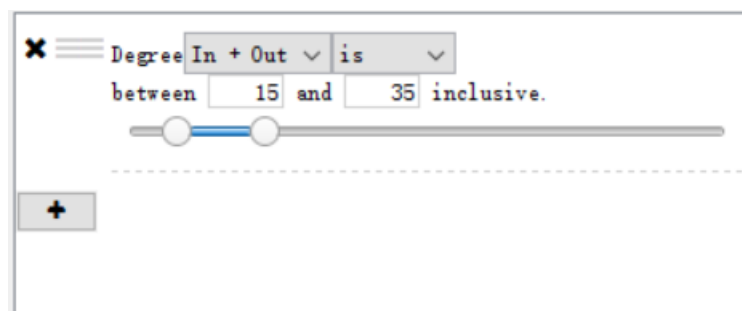 Degree In + Out is
between 15 and 35 inclusive.